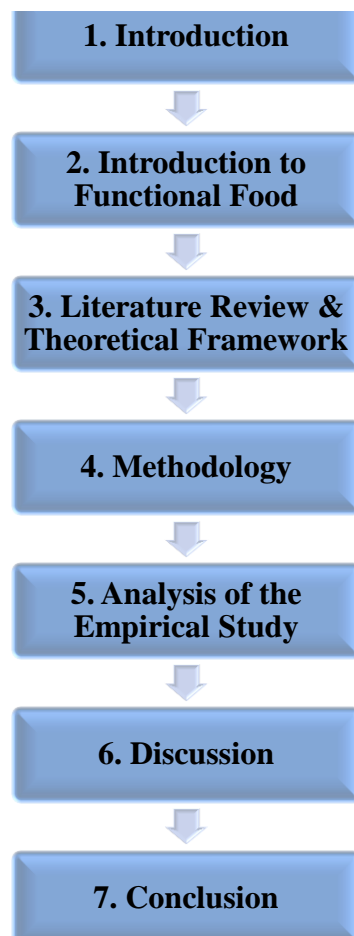 1. Introduction
2. Introduction to
Functional Food
3. Literature Review &
Theoretical Framework
4. Methodology
5. Analysis of the
Empirical Study
6. Discussion
7. Conclusion